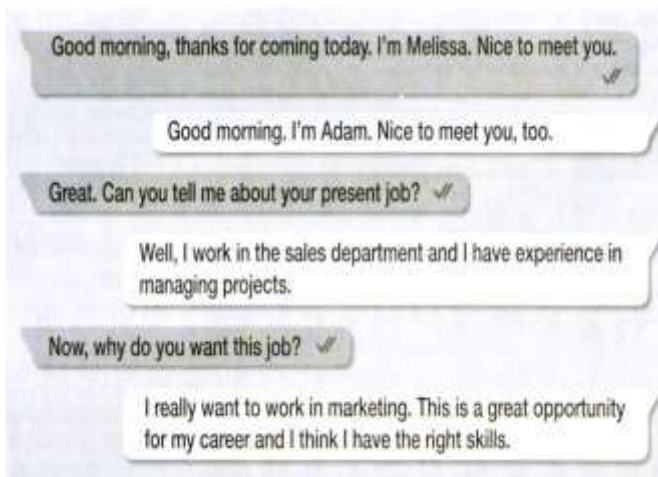 Good morning, thanks for coming today. I'm Melissa. Nice to meet you.
Good morning. I'm Adam. Nice to meet you, too.
Great. Can you tell me about your present job?
Well, I work in the sales department and I have experience in
managing projects.
Now, why do you want this job?
I really want to work in marketing. This is a great opportunity
for my career and I think I have the right skills.